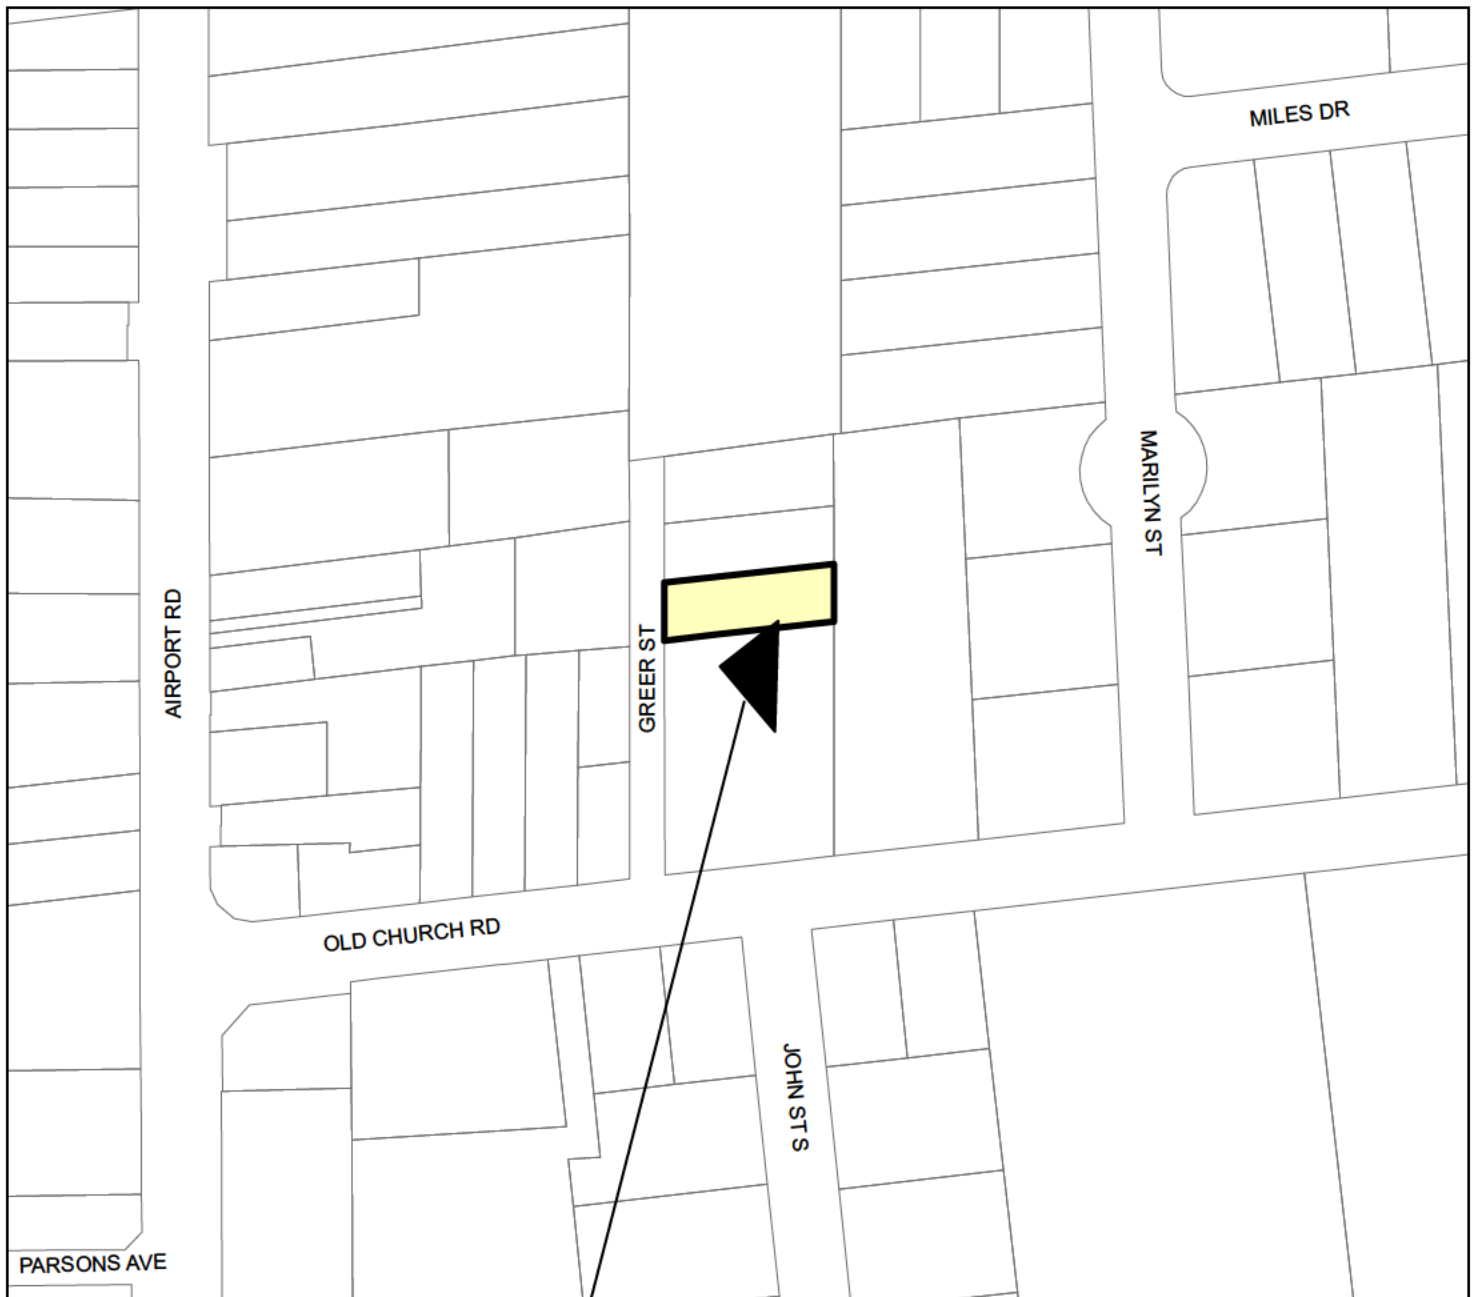 MILES DR
MARILYN ST
AIRPORT RD
GREER ST
OLD CHURCH RD
JOHN ST S
PARSONS AVE